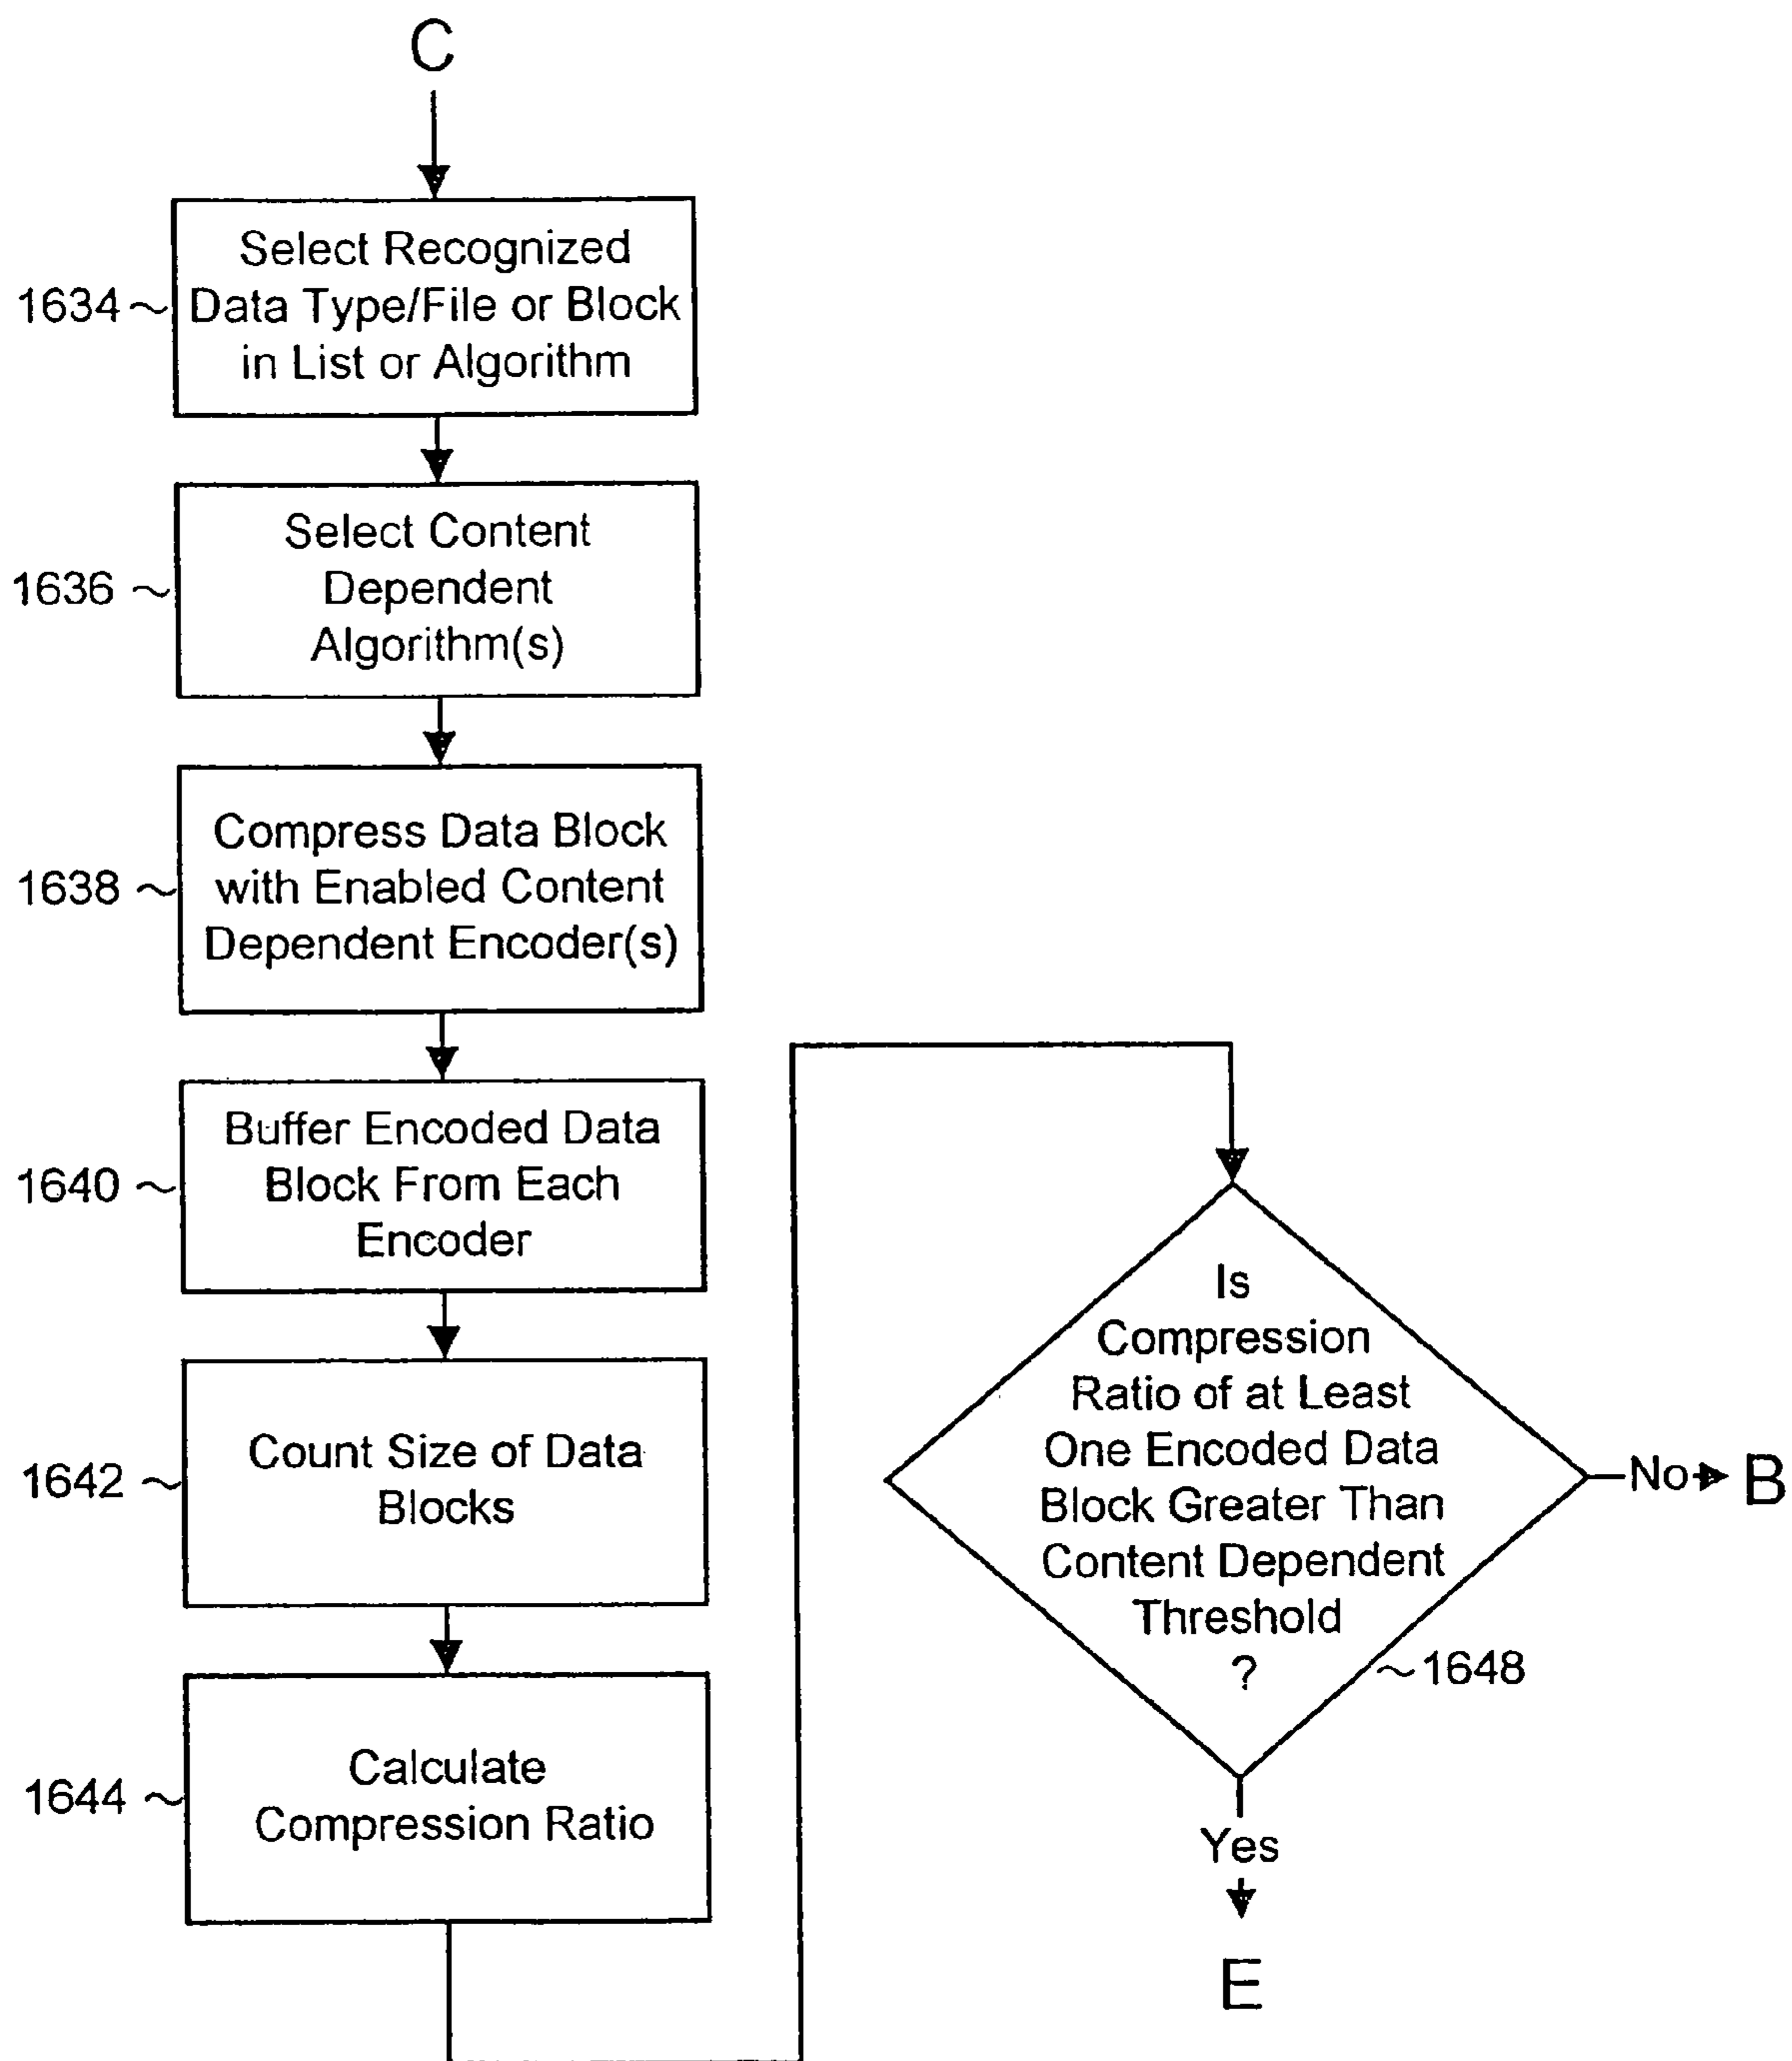 C
1634
Select Recognized
Data Type/File or Block
in List or Algorithm
1636
Select Content
Dependent
Algorithm(s)
1638
Compress Data Block
with Enabled Content
Dependent Encoder(s)
1640
Buffer Encoded Data
Block From Each
Encoder
1642
Count Size of Data
Blocks
1644
Calculate
Compression Ratio
Is
Compression
Ratio of at Least
One Encoded Data
Block Greater Than
Content Dependent
Threshold
?
1648
No
B
Yes
E